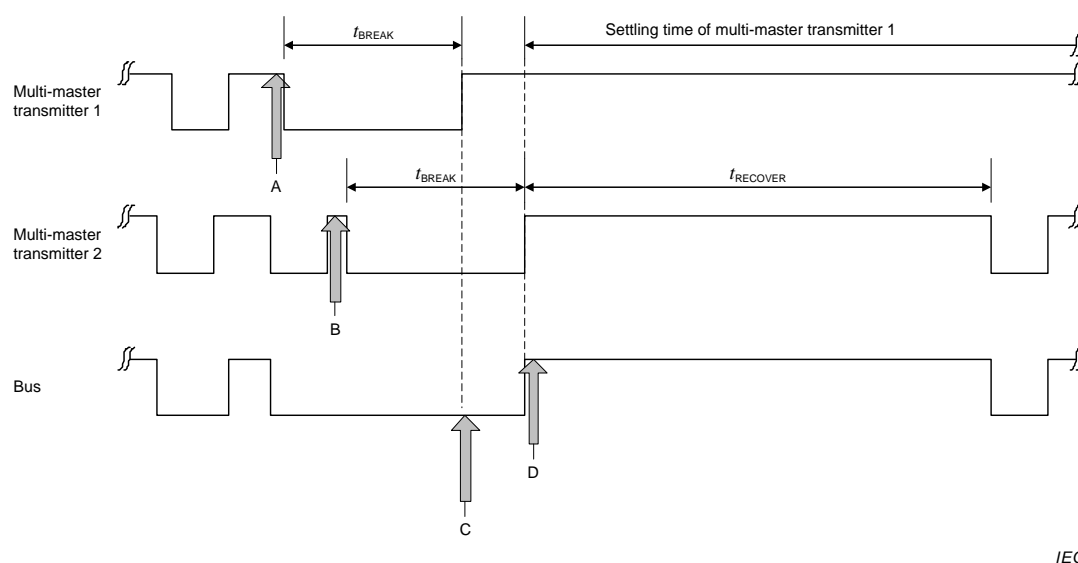 tBREAK
Settling time of multi-master transmitter 1
Multi-master
transmitter 1
A
tBREAK
tRECOVER
Multi-master
transmitter 2
B
Bus
D
C
IEC